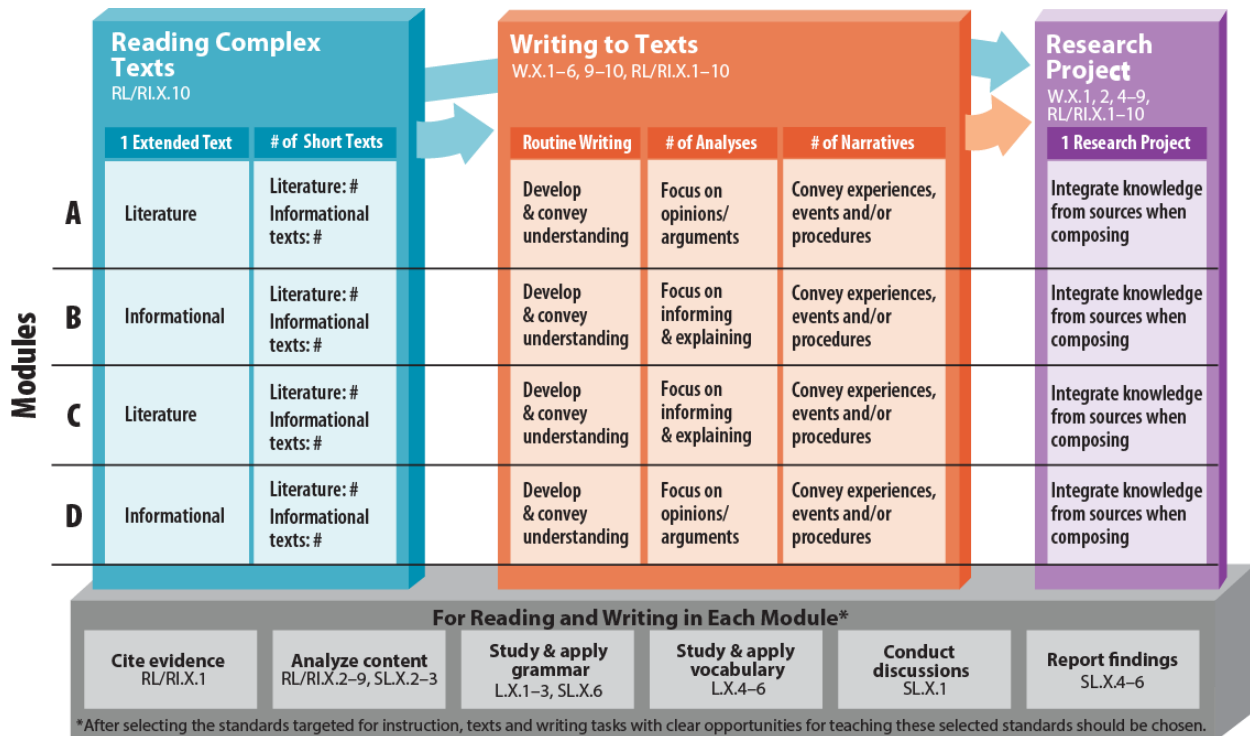 Reading Complex
Texts
RL/RI.X.10
1 Extended Text
# of Short Texts
Writing to Texts
W.X.1–6, 9–10, RL/RI.X.1–10
Routine Writing
# of Analyses
# of Narratives
Research
Project
W.X.1, 2, 4–9,
RL/RI.X.1–10
1 Research Project
Modules
A
Literature
Literature: #
Informational
texts: #
Develop
& convey
understanding
Focus on
opinions/
arguments
Convey experiences,
events and/or
procedures
Integrate knowledge
from sources when
composing
B
Informational
Literature: #
Informational
texts: #
Develop
& convey
understanding
Focus on
informing
& explaining
Convey experiences,
events and/or
procedures
Integrate knowledge
from sources when
composing
C
Literature
Literature: #
Informational
texts: #
Develop
& convey
understanding
Focus on
informing
& explaining
Convey experiences,
events and/or
procedures
Integrate knowledge
from sources when
composing
D
Informational
Literature: #
Informational
texts: #
Develop
& convey
understanding
Focus on
opinions/
arguments
Convey experiences,
events and/or
procedures
Integrate knowledge
from sources when
composing
For Reading and Writing in Each Module*
Cite evidence
RL/RI.X.1
Analyze content
RL/RI.X.2–9, SL.X.2–3
Study & apply
grammar
L.X.1–3, SL.X.6
Study & apply
vocabulary
L.X.4–6
Conduct
discussions
SL.X.1
Report findings
SL.X.4–6
*After selecting the standards targeted for instruction, texts and writing tasks with clear opportunities for teaching these selected standards should be chosen.